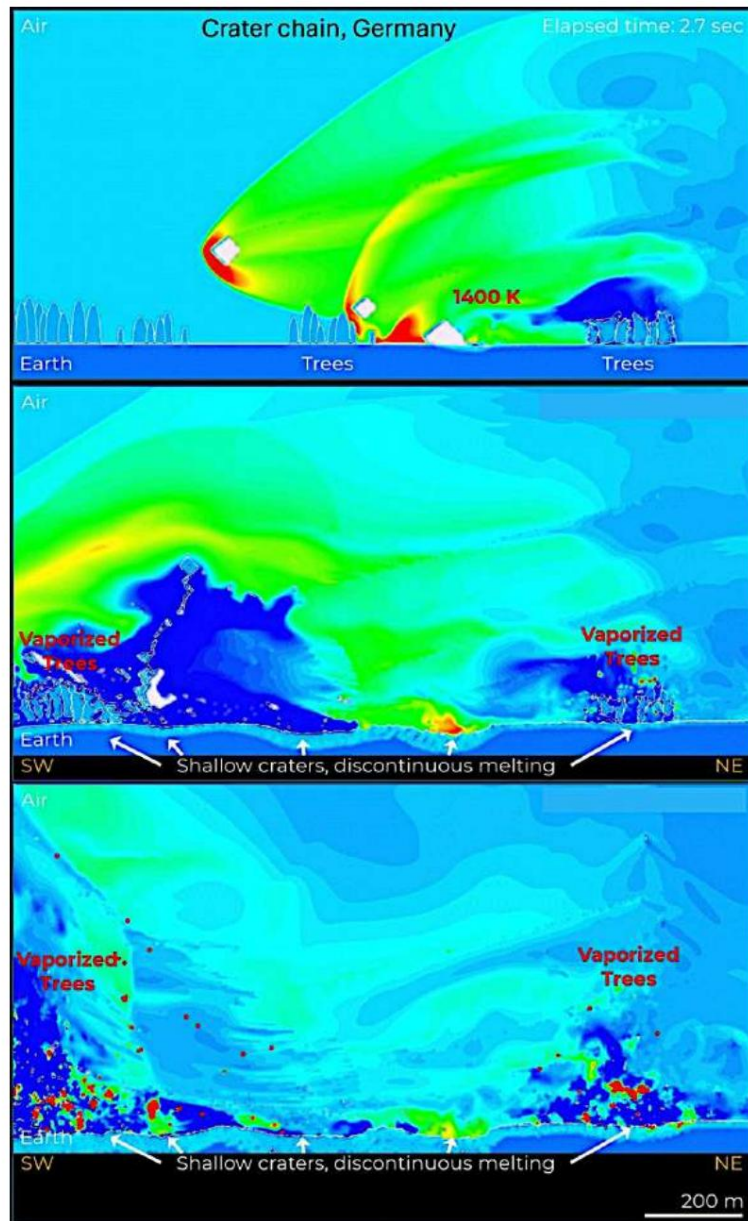 Air
Crater chain, Germany
Elapsed time: 2.7 sec
1400 K
Earth
Trees
Trees
Air
Vaporized
Trees
Vaporized
Trees
Earth
SW
Shallow craters, discontinuous melting
NE
Air
Vaporized
Trees
Vaporized
Trees
Earth
SW
Shallow craters, discontinuous melting
NE
200 m